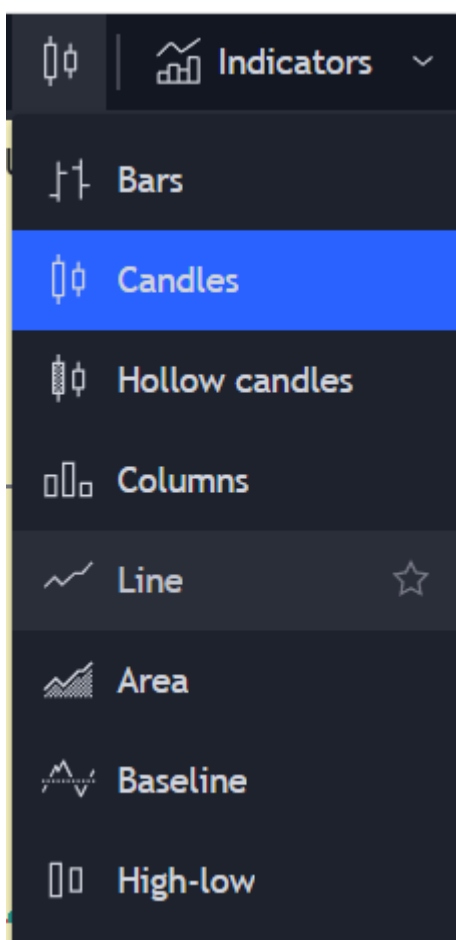 Indicators
Bars
Candles
Hollow candles
Columns
Line
Area
Baseline
High-low